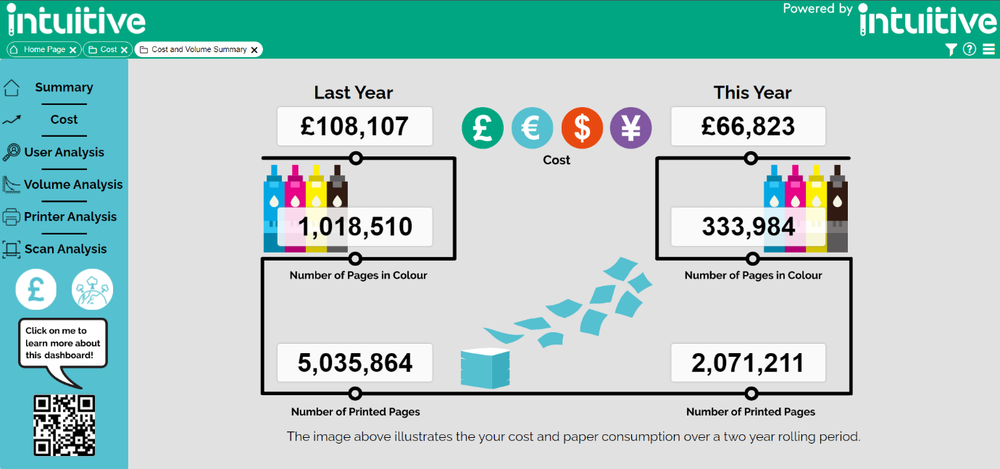 intuitive
Powered by intuitive
Home Page
Cost
Cost and Volume Summary
Summary
Cost
User Analysis
Volume Analysis
Printer Analysis
Scan Analysis
£
Click on me to
learn more about
this dashboard!
Last Year
This Year
£108,107
£ € $ ¥
£66,823
Cost
1,018,510
333,984
Number of Pages in Colour
Number of Pages in Colour
5,035,864
2,071,211
Number of Printed Pages
Number of Printed Pages
The image above illustrates the your cost and paper consumption over a two year rolling period.